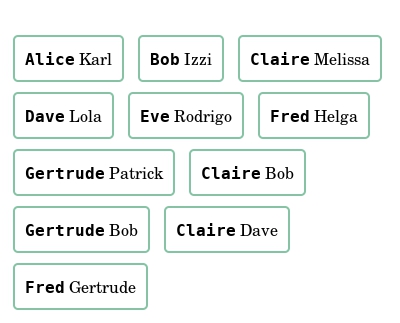 Alice Karl Bob Izzi Claire Melissa
Dave Lola Eve Rodrigo Fred Helga
Gertrude Patrick Claire Bob
Gertrude Bob Claire Dave
Fred Gertrude